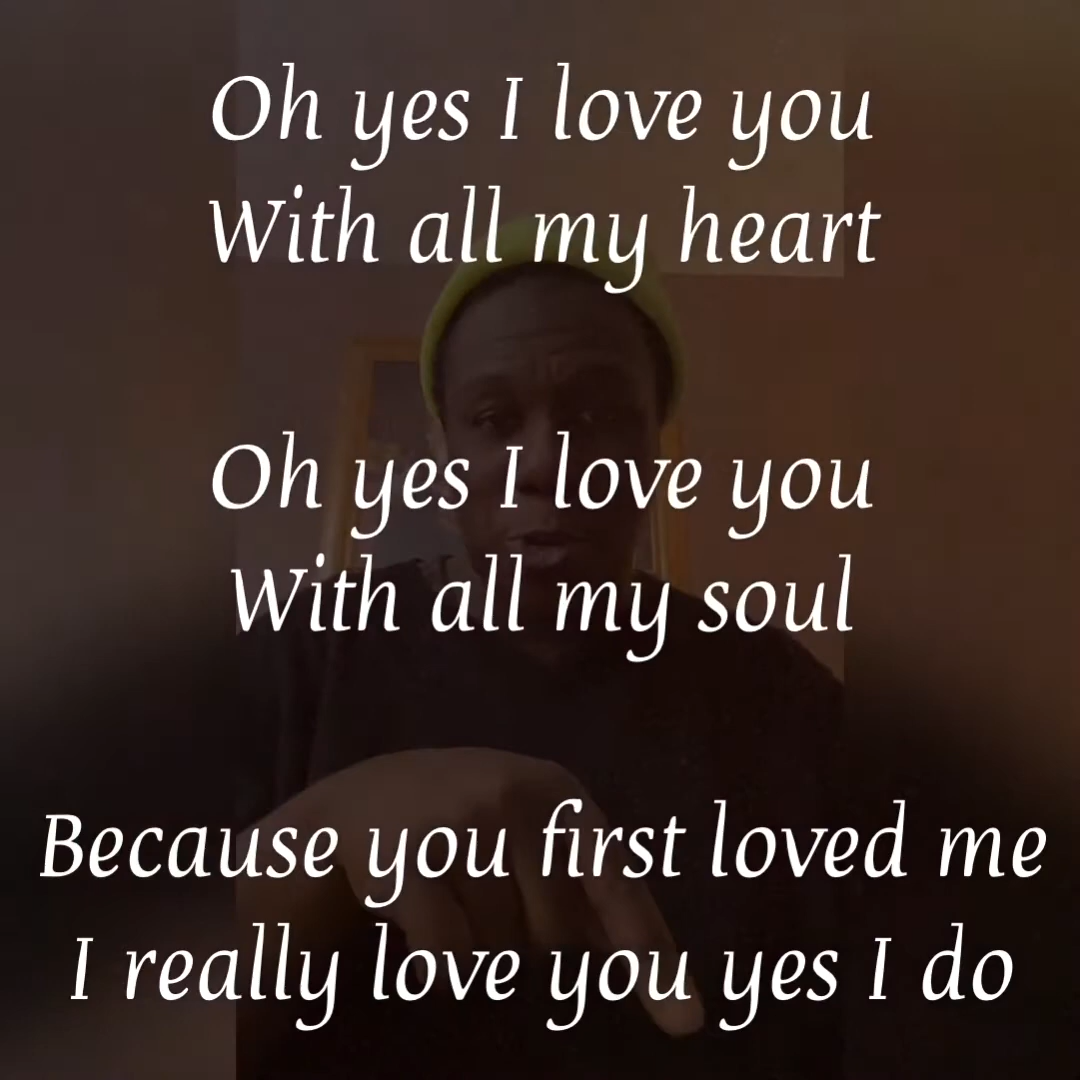 Oh yes I love you
With all my heart
Oh yes I love you
With all my soul
Because you first loved me
I really love you yes I do